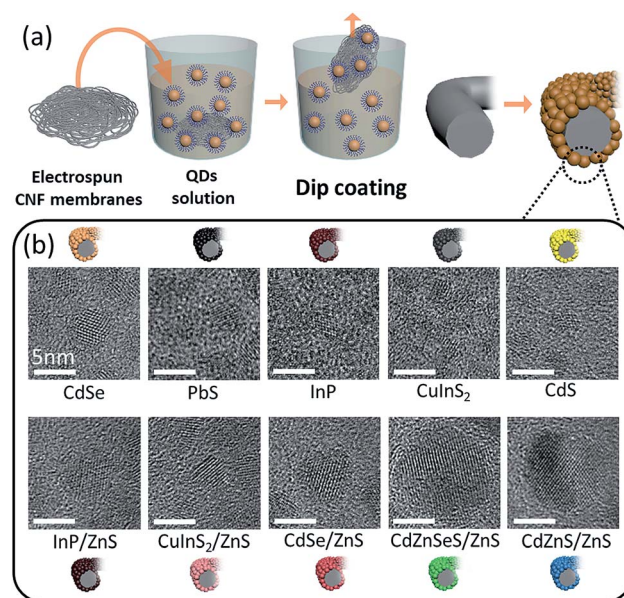 (a)
Electrospun
CNF membranes
QDs
solution
Dip coating
(b)
5nm
CdSe
PbS
InP
CuInS₂
CdS
InP/ZnS
CuInS₂/ZnS
CdSe/ZnS
CdZnSeS/ZnS
CdZnS/ZnS